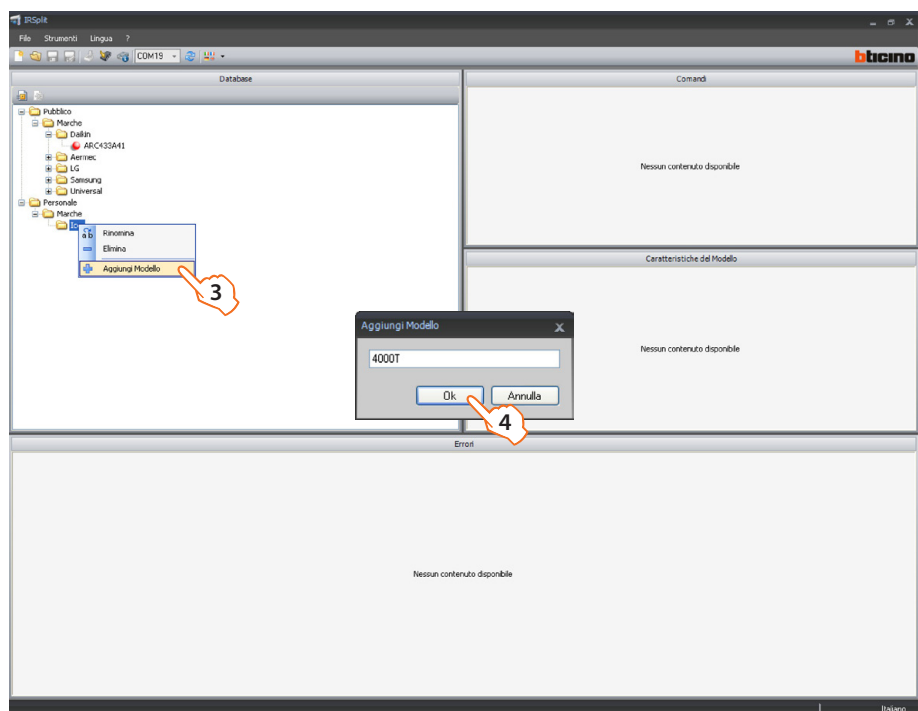 IRSplit
File Strumenti Lingua ?
COM19
bticino
Database
Comandi
Pubblico
Marche
Daikin
ARC433A41
Aermec
LG
Samsung
Universal
Personale
Marche
Rinomina
Elimina
Aggiungi Modello
3
Nessun contenuto disponibile
Caratteristiche del Modello
Nessun contenuto disponibile
Aggiungi Modello
4000T
Ok Annulla
4
Errori
Nessun contenuto disponibile
Italiano